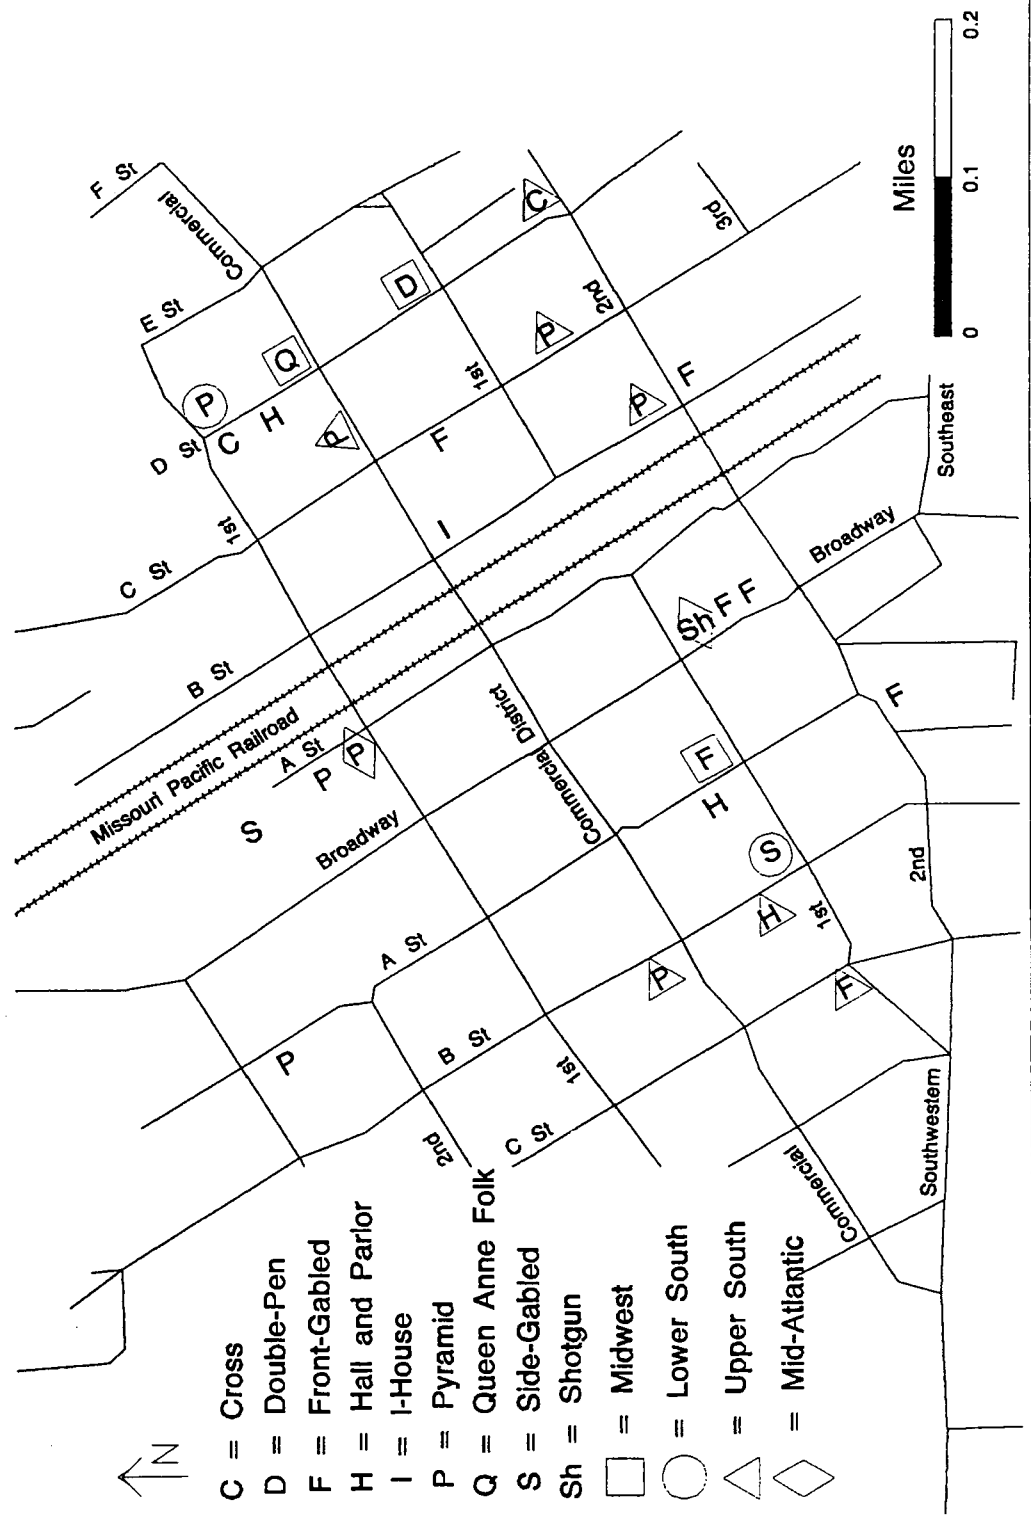 F St
Commercial
E St
D St
1st
C St
B St
Missouri Pacific Railroad
A St
Broadway
P
Q
C
H
P
D
F
I
1st
C
P
2nd
P
F
3rd
Miles
0
0.1
0.2
S
P
P
Commercial District
A St
B St
C St
1st
2nd
P
Sh
F
F
F
H
S
H
P
F
F
1st
2nd
Broadway
Southeast
Southwestern
Commercial
N
C = Cross
D = Double-Pen
F = Front-Gabled
H = Hall and Parlor
I = I-House
P = Pyramid
Q = Queen Anne Folk
S = Side-Gabled
Sh = Shotgun
= Midwest
= Lower South
= Upper South
= Mid-Atlantic